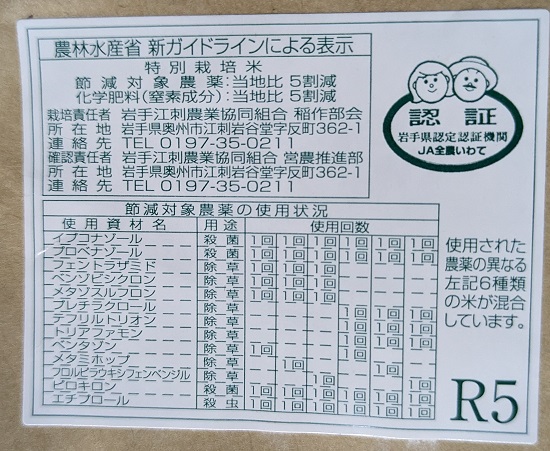 農林水産省 新ガイドラインによる表示
特別栽培米
節減対象農薬:当地比 5割減
化学肥料(窒素成分):当地比 5割減
栽培責任者 岩手江刺農業協同組合 稲作部会
所在地 岩手県奥州市江刺岩谷堂字反町362-1
連絡先 TEL 0197-35-0211
確認責任者 岩手江刺農業協同組合 営農推進部
所在地 岩手県奥州市江刺岩谷堂字反町362-1
連絡先 TEL 0197-35-0211
認証
岩手県認定認証機関
JA全農いわて
節減対象農薬の使用状況
使用資材名 用途 使用回数
イプコナゾール 殺菌 1回 1回 1回 1回 1回 1回
プロベナゾール 殺菌 1回 1回 1回 1回 1回 1回
フェントラザミド 除草 1回 1回 1回
ベンゾビシクロン 除草 1回 1回 1回
メタゾスルフロン 除草 1回 1回 1回
プレチラクロール 除草 1回 1回 1回
テフリルトリオン 除草 1回 1回 1回
トリアファモン 除草 1回 1回 1回
ベンタゾン 除草 1回 1回
メタミホップ 除草 1回 1回
フロルピラウキシフェンベンジル 除草 1回 1回
ピロキロン 殺菌 1回 1回 1回 1回 1回 1回
エチプロール 殺虫 1回 1回 1回 1回 1回 1回
使用された
農薬の異なる
左記6種類
の米が混合
しています。
R5